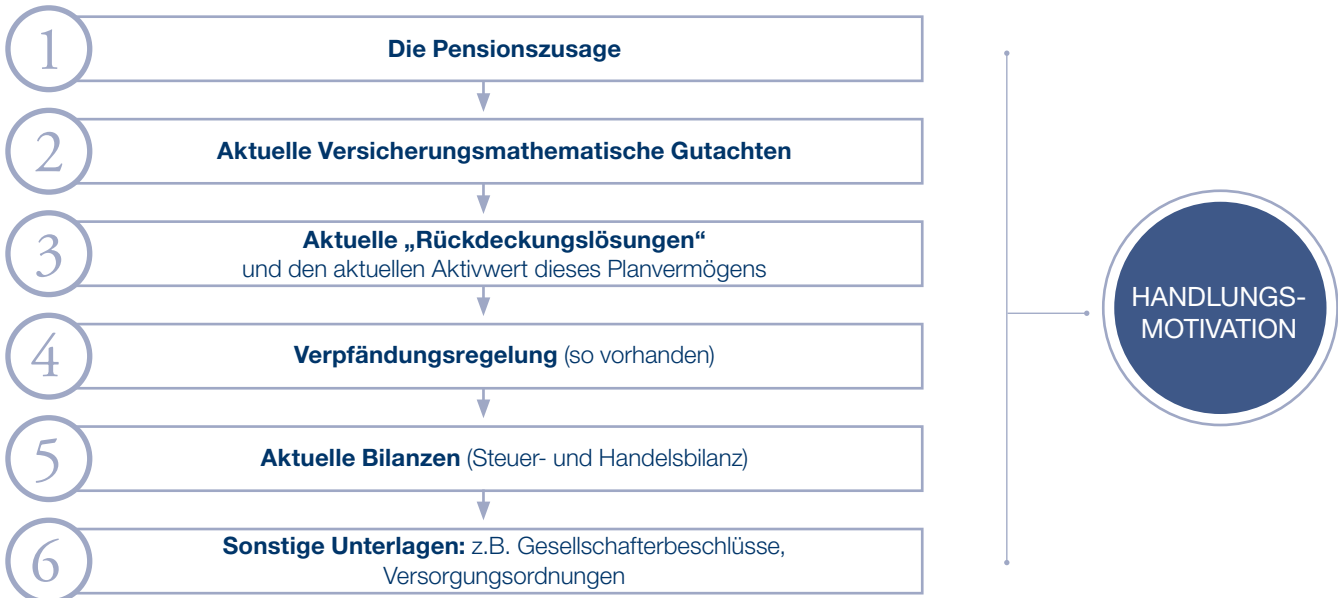 1
Die Pensionszusage
2
Aktuelle Versicherungsmathematische Gutachten
3
Aktuelle „Rückdeckungslösungen“
und den aktuellen Aktivwert dieses Planvermögens
4
Verpfändungsregelung (so vorhanden)
5
Aktuelle Bilanzen (Steuer- und Handelsbilanz)
6
Sonstige Unterlagen: z.B. Gesellschafterbeschlüsse,
Versorgungsordnungen
HANDLUNGS-
MOTIVATION